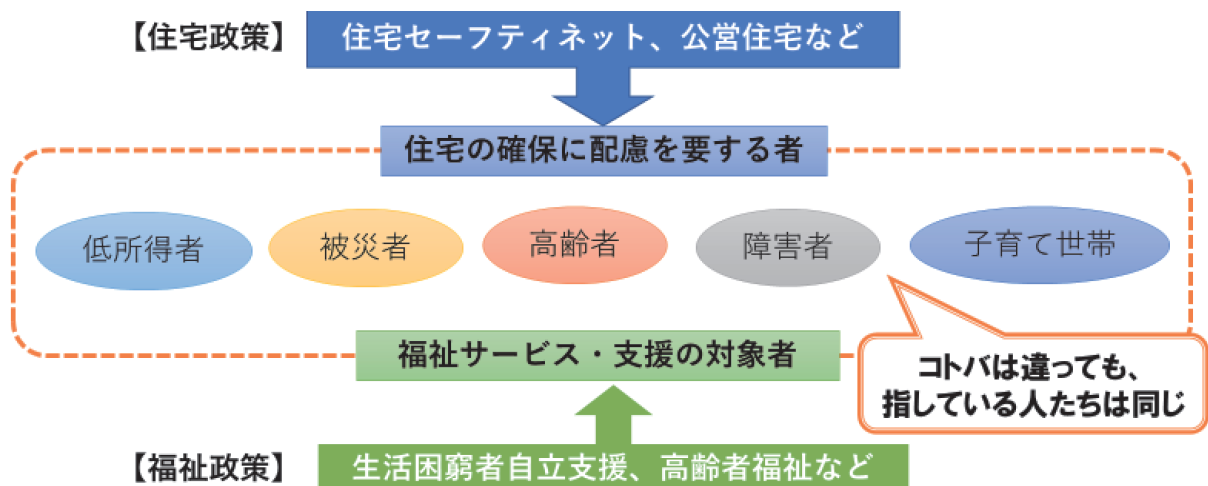 【住宅政策】
住宅セーフティネット、公営住宅など
住宅の確保に配慮を要する者
低所得者
被災者
高齢者
障害者
子育て世帯
福祉サービス・支援の対象者
コトバは違っても、
指している人たちは同じ
【福祉政策】
生活困窮者自立支援、高齢者福祉など